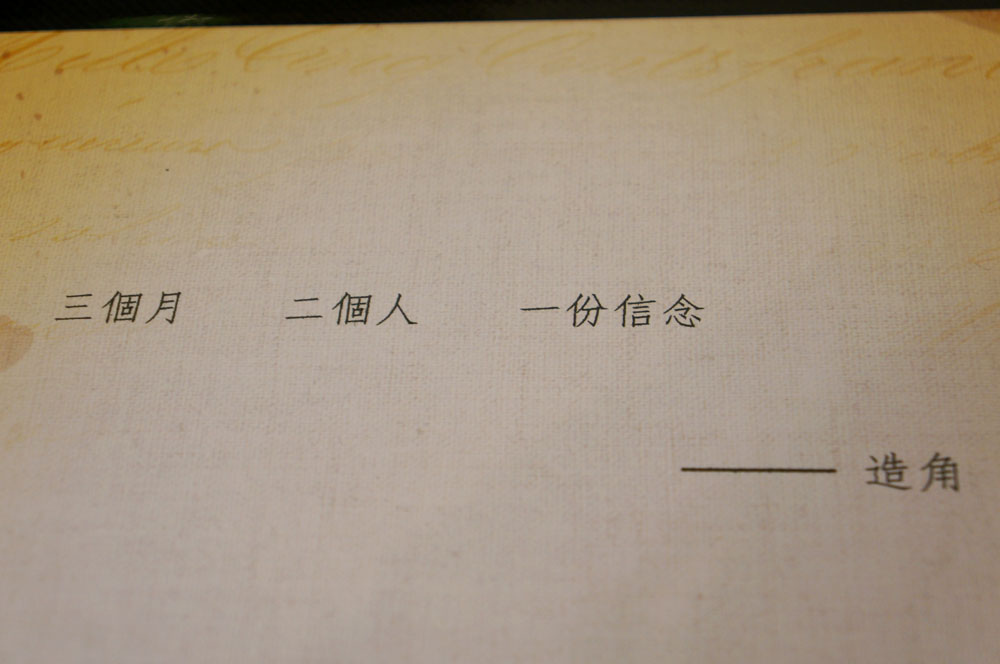 三個月 二個人 一份信念
——— 造角